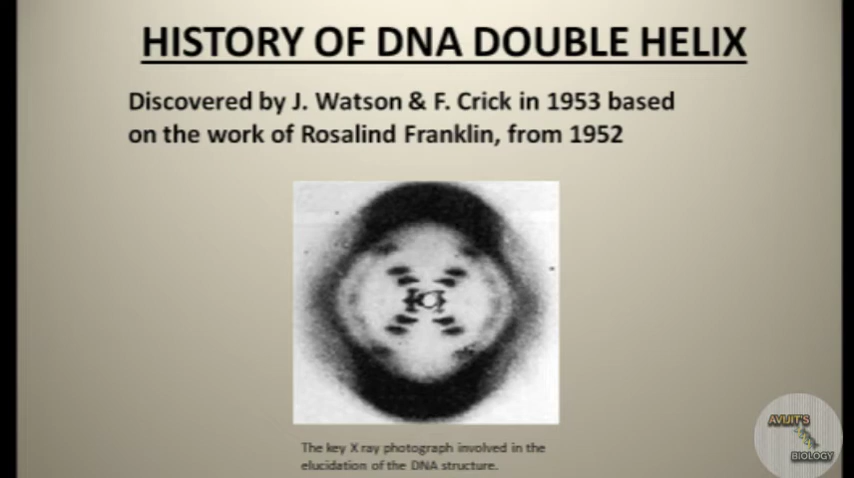 HISTORY OF DNA DOUBLE HELIX
Discovered by J. Watson & F. Crick in 1953 based
on the work of Rosalind Franklin, from 1952
The key X ray photograph involved in the
elucidation of the DNA structure.
AVIJIT'S
BIOLOGY